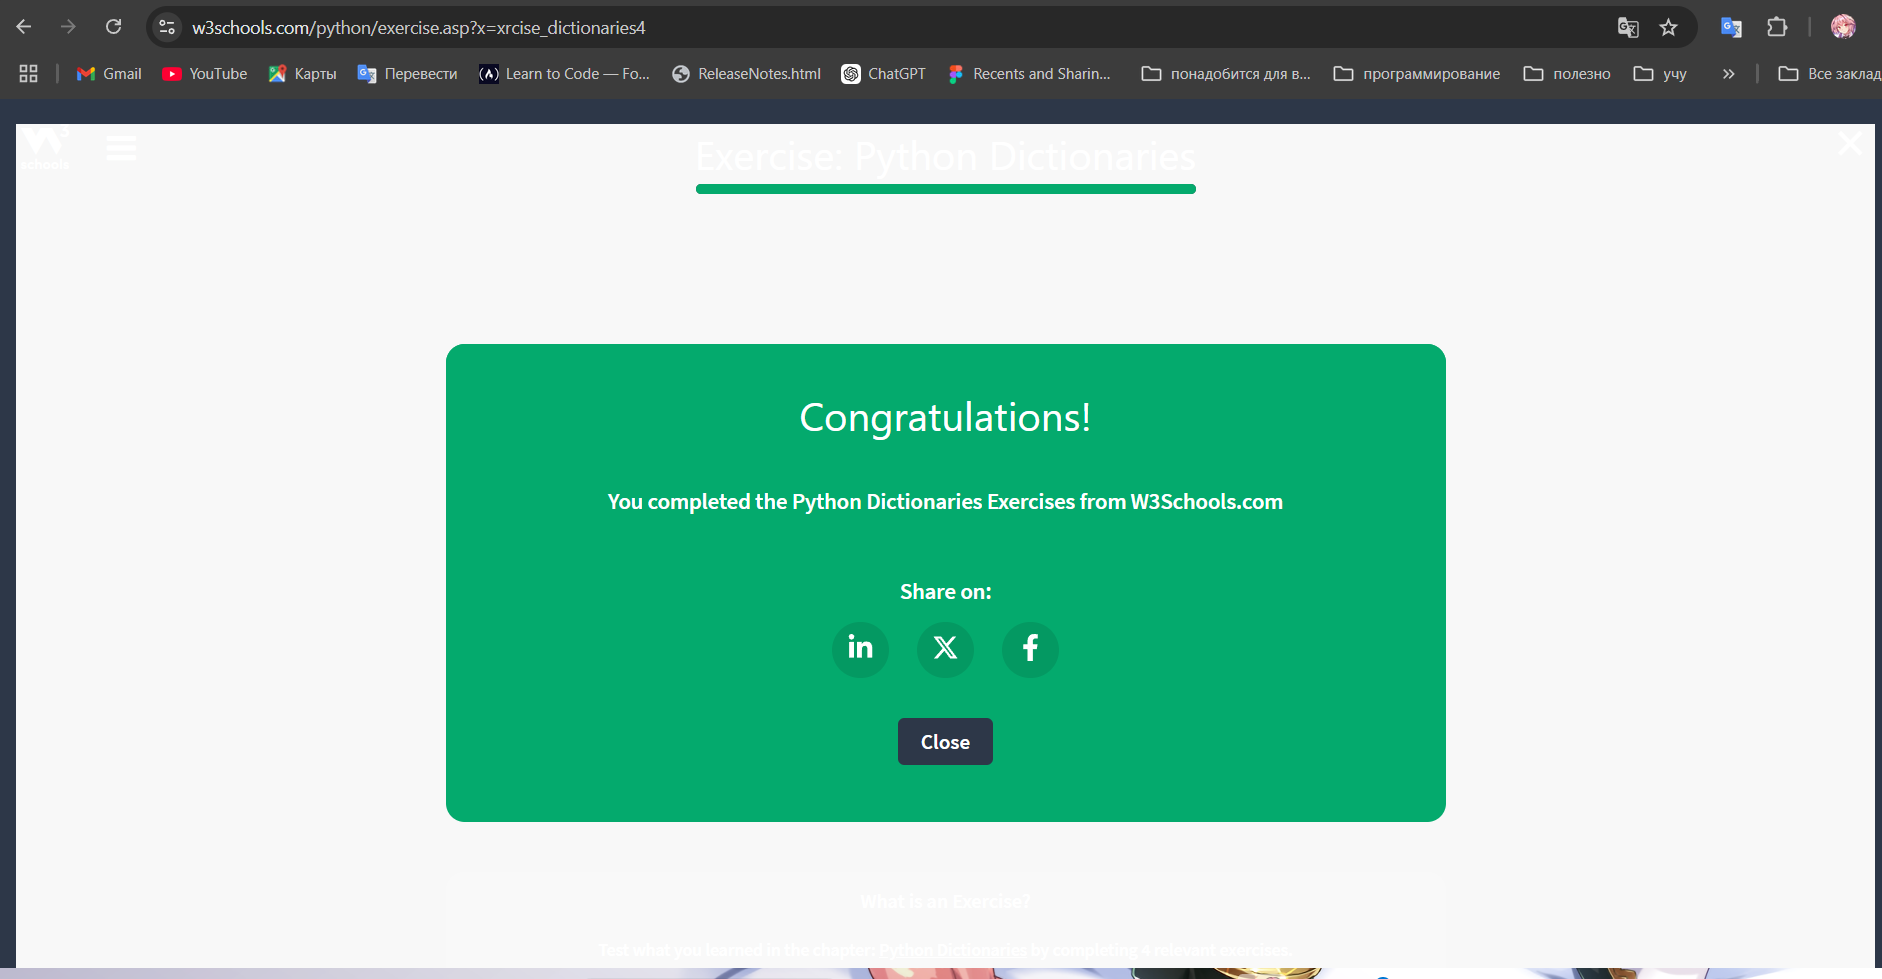 w3schools.com/python/exercise.asp?x=xrcise_dictionaries4
Gmail YouTube Карты Перевести Learn to Code — Fo... ReleaseNotes.html ChatGPT Recents and Sharin... понадобится для в... программирование полезно учу » Все заклад
W3 schools
Exercise: Python Dictionaries
Congratulations!
You completed the Python Dictionaries Exercises from W3Schools.com
Share on:
Close
What is an Exercise?
Test what you learned in the chapter: Python Dictionaries by completing 4 relevant exercises.